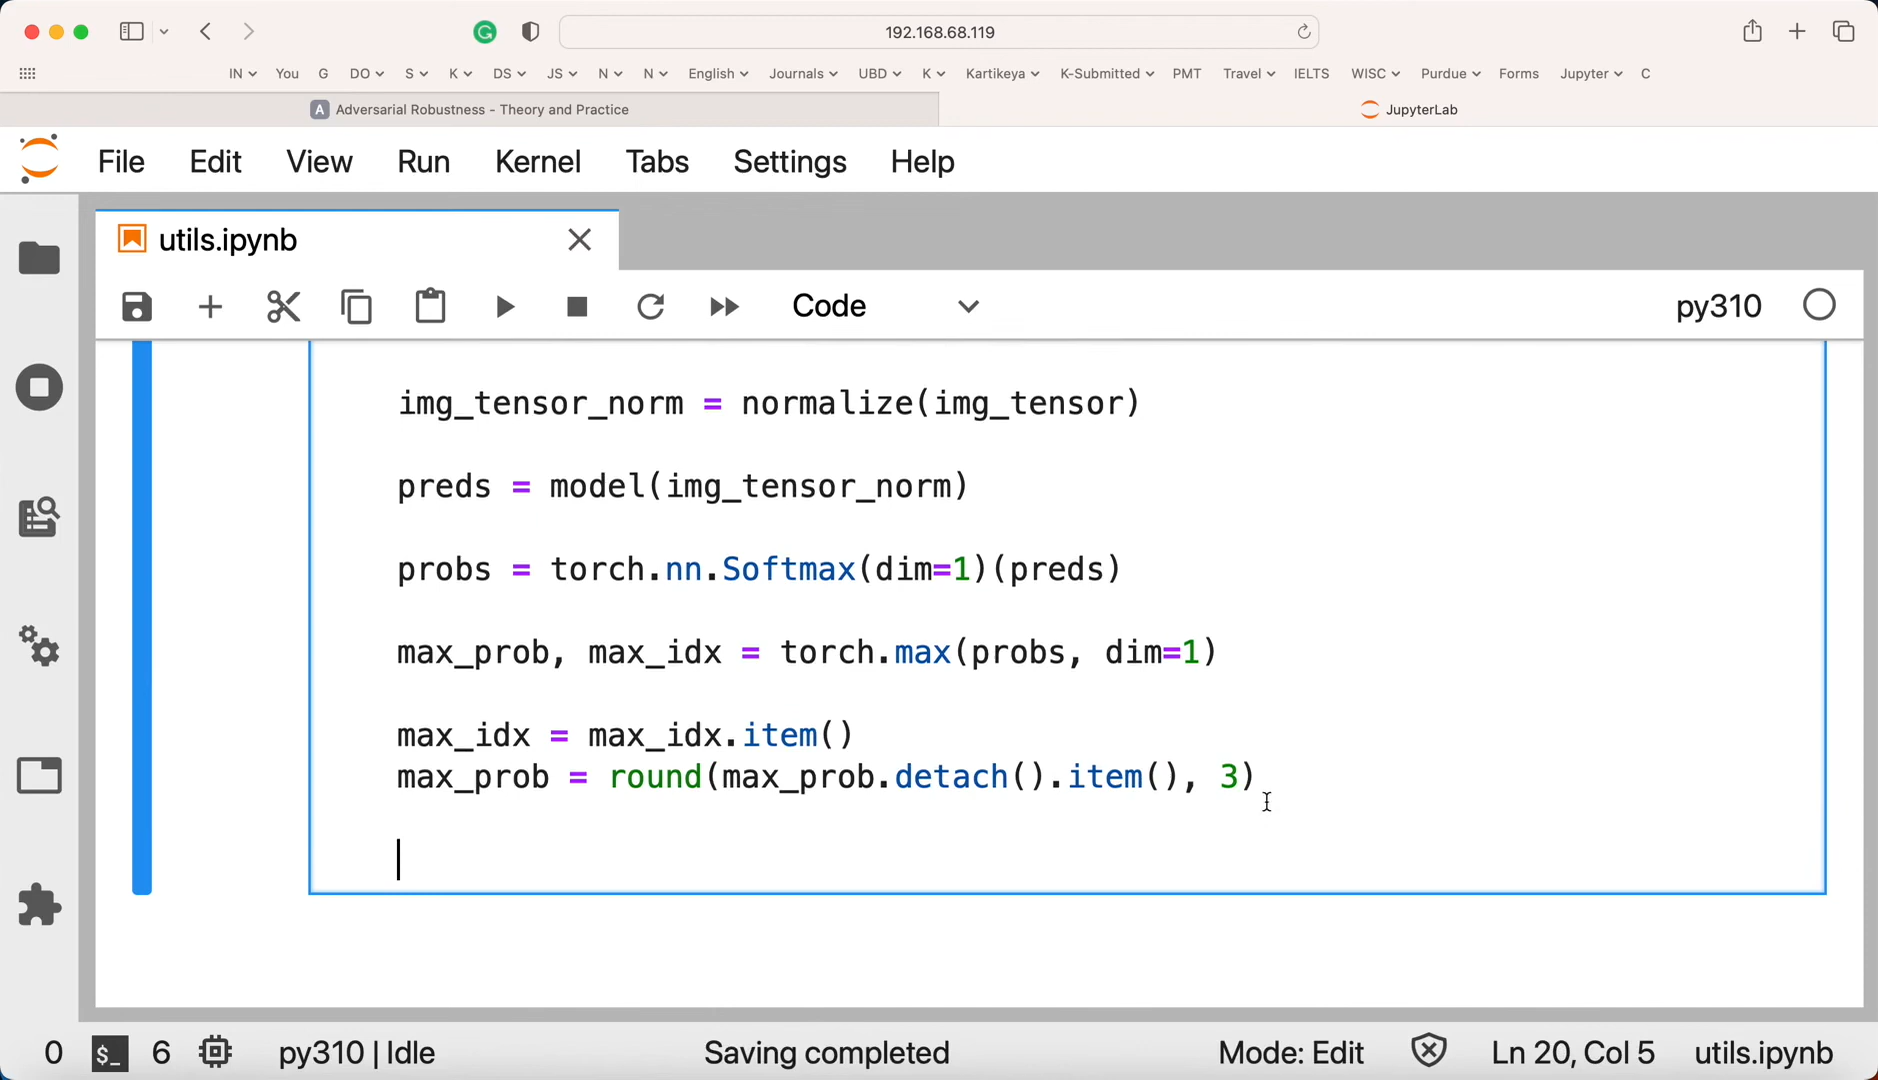 192.168.68.119
IN You G DO S K DS JS N N English Journals UBD K Kartikeya K-Submitted PMT Travel IELTS WISC Purdue Forms Jupyter C
A Adversarial Robustness - Theory and Practice
JupyterLab
File Edit View Run Kernel Tabs Settings Help
utils.ipynb
Code
py310
img_tensor_norm = normalize(img_tensor)
preds = model(img_tensor_norm)
probs = torch.nn.Softmax(dim=1)(preds)
max_prob, max_idx = torch.max(probs, dim=1)
max_idx = max_idx.item()
max_prob = round(max_prob.detach().item(), 3)
0 $_ 6 py310 | Idle Saving completed Mode: Edit Ln 20, Col 5 utils.ipynb